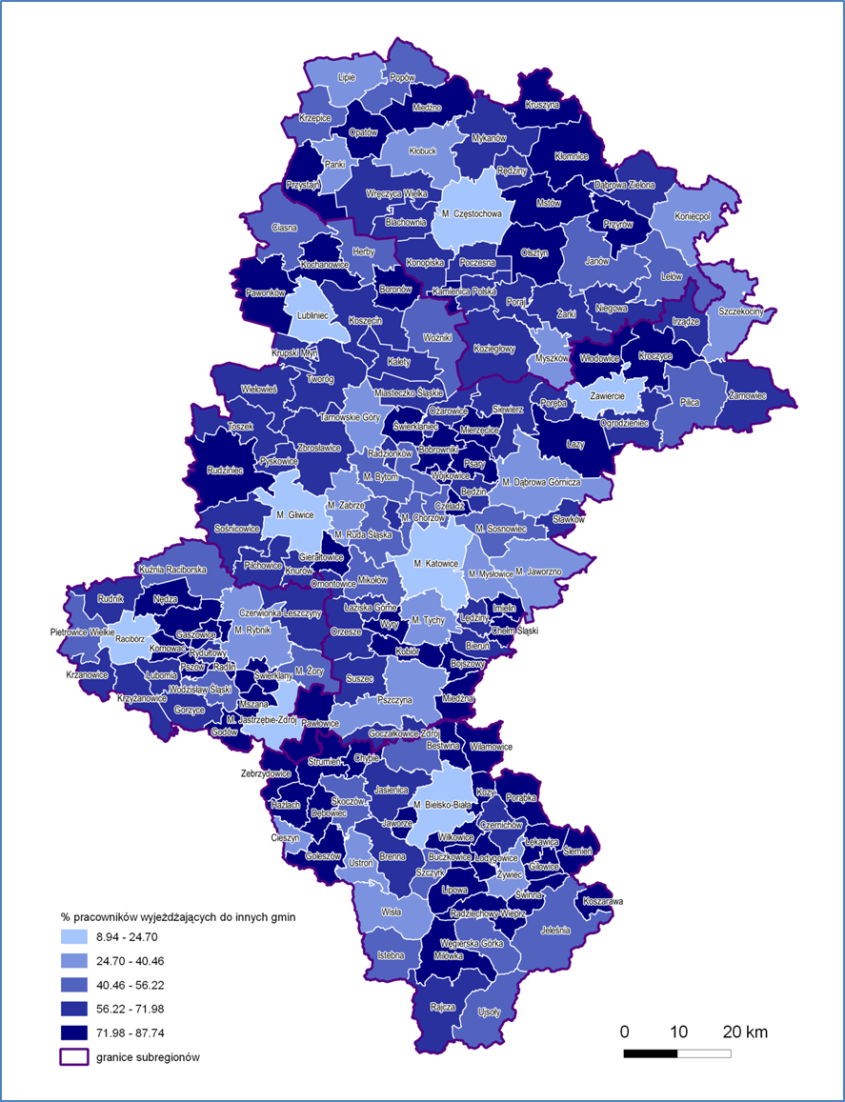 Lipie
Popów
Miedźno
Kruszyna
Krzepice
Opatów
Mykanów
Kłobuck
Kłomnice
Panki
Rędziny
Przystajń
Dąbrowa Zielona
Wręczyca Wielka
Mstów
M. Częstochowa
Koniecpol
Blachownia
Przyrów
Ciasna
Herby
Olsztyn
Janów
Kochanowice
Konopiska
Poczesna
Lelów
Pawonków
Boronów
Kamienica Polska
Poraj
Niegowa
Szczekociny
Lubliniec
Koszęcin
Żarki
Irządze
Woźniki
Koziegłowy
Krupski Młyn
Myszków
Włodowice
Kroczyce
Kalety
Tworóg
Wielowieś
Miasteczko Śląskie
Zawiercie
Żarnowiec
Pilica
Poręba
Ożarowice
Siewierz
Tarnowskie Góry
Świerklaniec
Mierzęcice
Ogrodzieniec
Toszek
Zbrosławice
Radzionków
Bobrowniki
Łazy
Rudziniec
Pyskowice
Psary
M. Bytom
Wojkowice
M. Dąbrowa Górnicza
Będzin
M. Zabrze
Czeladź
M. Gliwice
M. Chorzów
Sławków
Sośnicowice
M. Sosnowiec
M. Ruda Śląska
Gierałtowice
M. Katowice
Pilchowice
Knurów
M. Mysłowice
M. Jaworzno
Kuźnia Raciborska
Ornontowice
Mikołów
Rudnik
Nędza
Czerwionka-Leszczyny
Łaziska Górne
Imielin
M. Tychy
Lędziny
Wyry
Pietrowice Wielkie
Racibórz
Gaszowice
M. Rybnik
Orzesze
Chełm Śląski
Kornowac
Rydułtowy
Kobiór
Bieruń
Pszów
Radlin
Bojszowy
Krzanowice
Lubomia
Świerklany
M. Żory
Suszec
Wodzisław Śląski
Krzyżanowice
Mszana
Pszczyna
Miedźna
Gorzyce
M. Jastrzębie-Zdrój
Pawłowice
Godów
Goczałkowice-Zdrój
Bestwina
Wilamowice
Strumień
Chybie
Zebrzydowice
Jasienica
Kozy
Porąbka
Hażlach
Skoczów
M. Bielsko-Biała
Dębowiec
Jaworze
Czernichów
Cieszyn
Wilkowice
Łękawica
Ślemień
Goleszów
Brenna
Buczkowice
Łodygowice
Gilowice
Ustroń
Szczyrk
Żywiec
Lipowa
Świnna
Koszarawa
Wisła
Radziechowy-Wieprz
Jeleśnia
Węgierska Górka
Istebna
Milówka
Rajcza
Ujsoły
% pracowników wyjeżdżających do innych gmin
8.94 - 24.70
24.70 - 40.46
40.46 - 56.22
56.22 - 71.98
71.98 - 87.74
granice subregionów
0 10 20 km